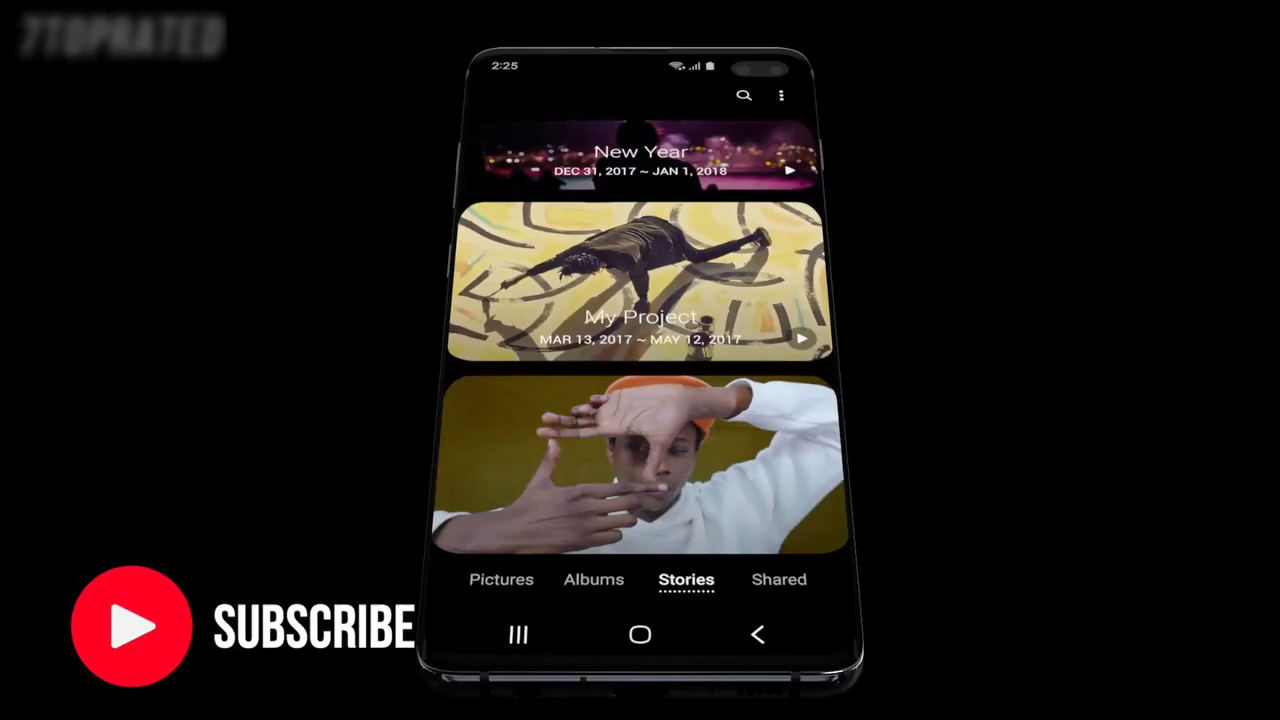 7TOPRATED
2:25
New Year
DEC 31, 2017 ~ JAN 1, 2018
My Project
MAR 13, 2017 ~ MAY 12, 2017
Pictures Albums Stories Shared
SUBSCRIBE